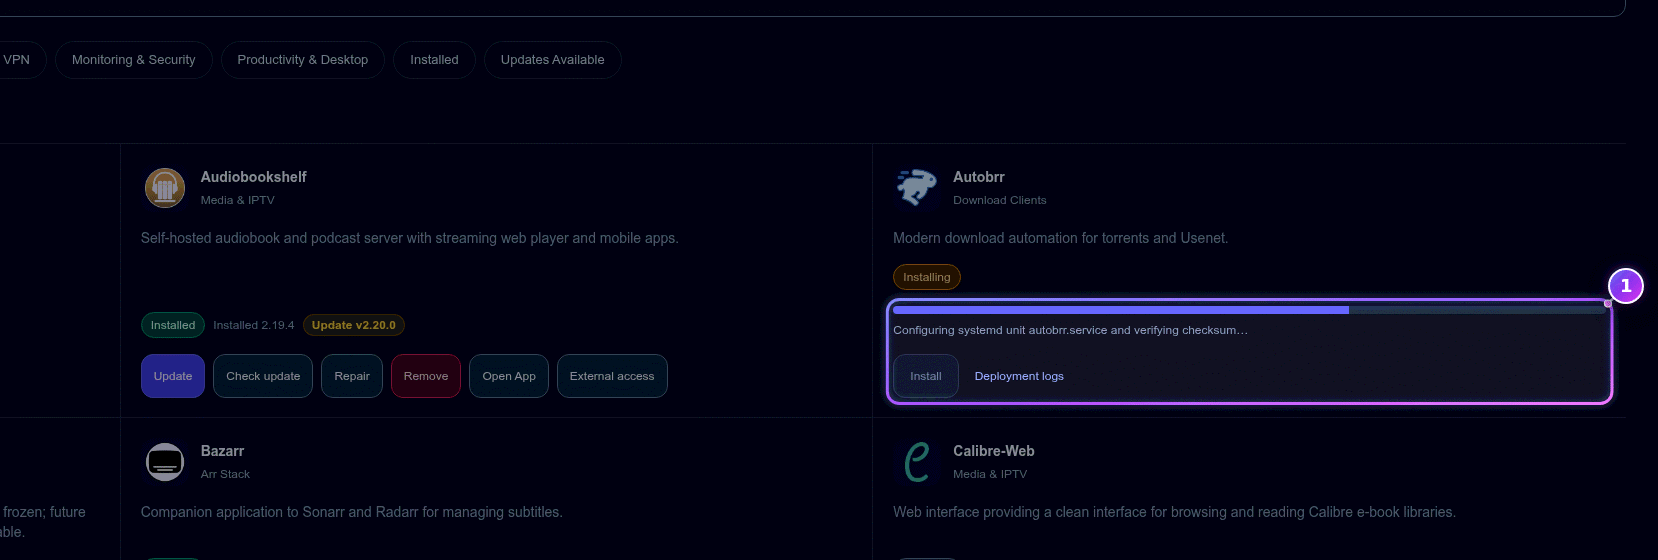 VPN
Monitoring & Security
Productivity & Desktop
Installed
Updates Available
Audiobookshelf
Media & IPTV
Self-hosted audiobook and podcast server with streaming web player and mobile apps.
Installed
Installed 2.19.4
Update v2.20.0
Update
Check update
Repair
Remove
Open App
External access
Autobrr
Download Clients
Modern download automation for torrents and Usenet.
Installing
1
Configuring systemd unit autobrr.service and verifying checksum…
Install
Deployment logs
frozen; future
able.
Bazarr
Arr Stack
Companion application to Sonarr and Radarr for managing subtitles.
Calibre-Web
Media & IPTV
Web interface providing a clean interface for browsing and reading Calibre e-book libraries.